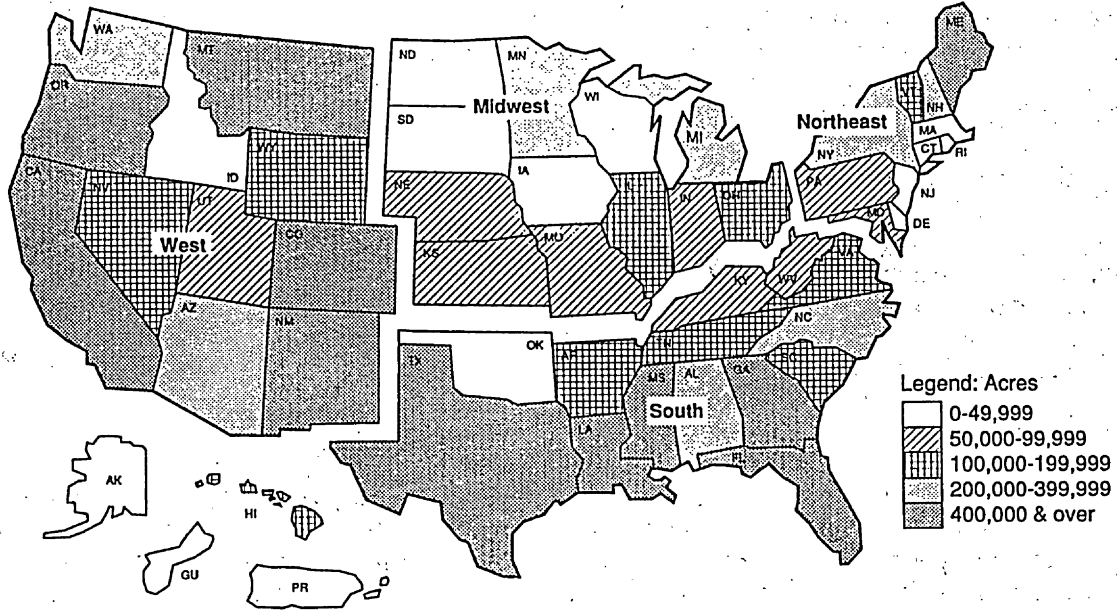 WA
MT
ME
ND
MN
OR
VT
NH
WI
Midwest
SD
MI
Northeast
MA
WY
NY
CT
RI
ID
IA
CA
NV
NE
PA
UT
IL
IN
OH
NJ
West
CO
MO
MD
DE
KS
VA
KY
WV
AZ
NM
NC
OK
TN
TX
AR
SC
MS
AL
GA
Legend: Acres
South
0-49,999
LA
50,000-99,999
FL
100,000-199,999
AK
200,000-399,999
HI
400,000 & over
GU
PR